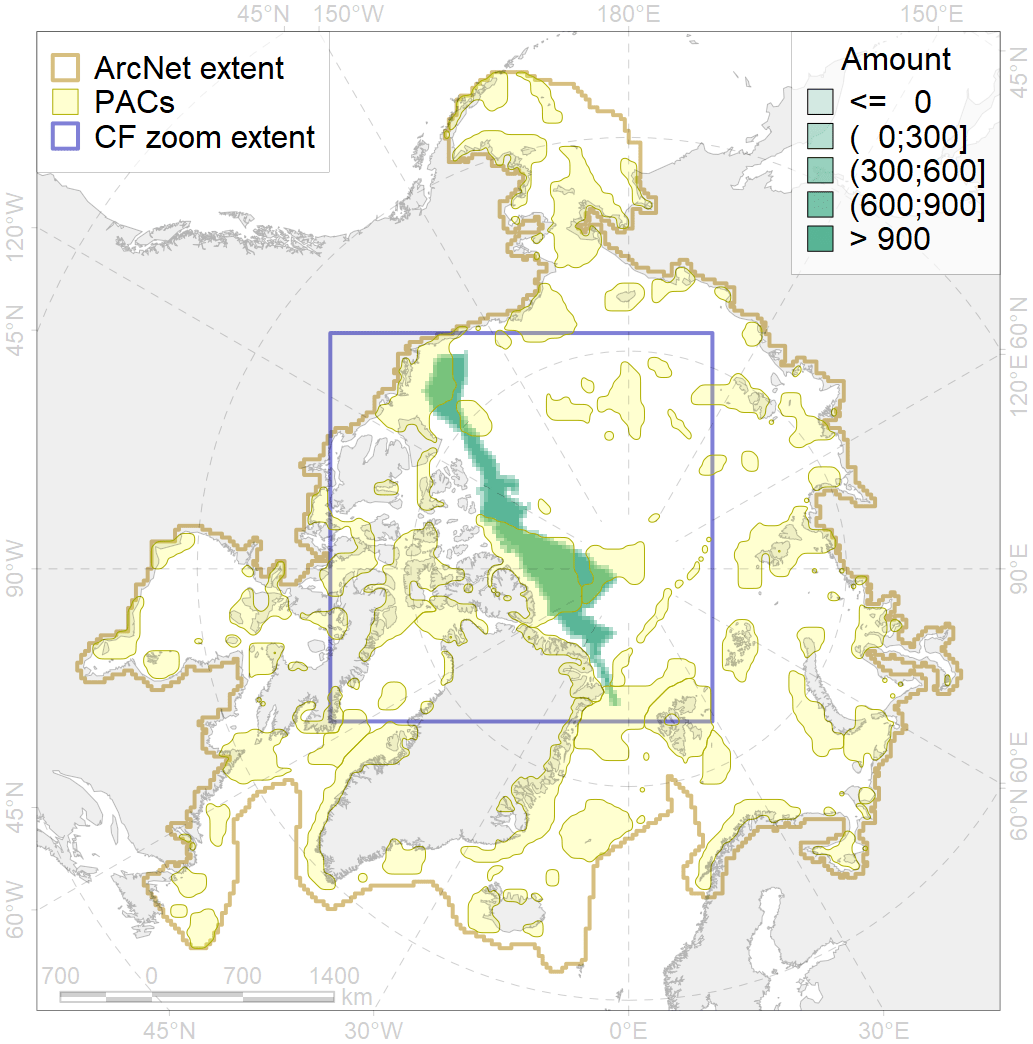 45°N 150°W 180°E 150°E
ArcNet extent
PACs
CF zoom extent
Amount
<= 0
( 0;300]
(300;600]
(600;900]
> 900
120°W
45°N
90°W
45°N
60°W
45°N
60°N
120°E
90°E
60°E
60°N
700 0 700 1400
km
45°N 30°W 0°E 30°E